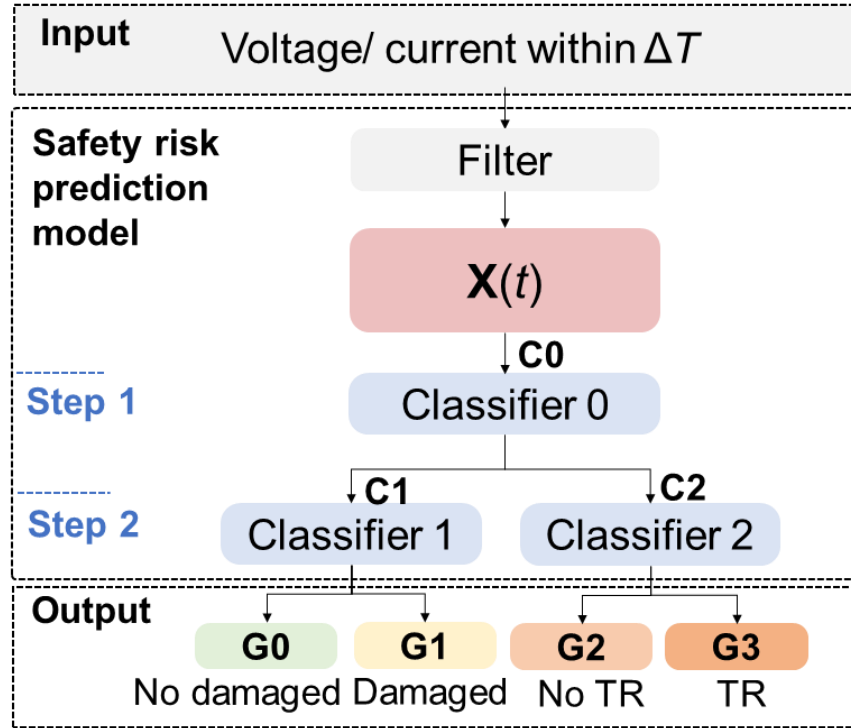 Input
Voltage/ current within ΔT
Safety risk
prediction
model
Filter
X(t)
C0
Step 1
Classifier 0
C1
C2
Step 2
Classifier 1
Classifier 2
Output
G0
G1
G2
G3
No damaged
Damaged
No TR
TR